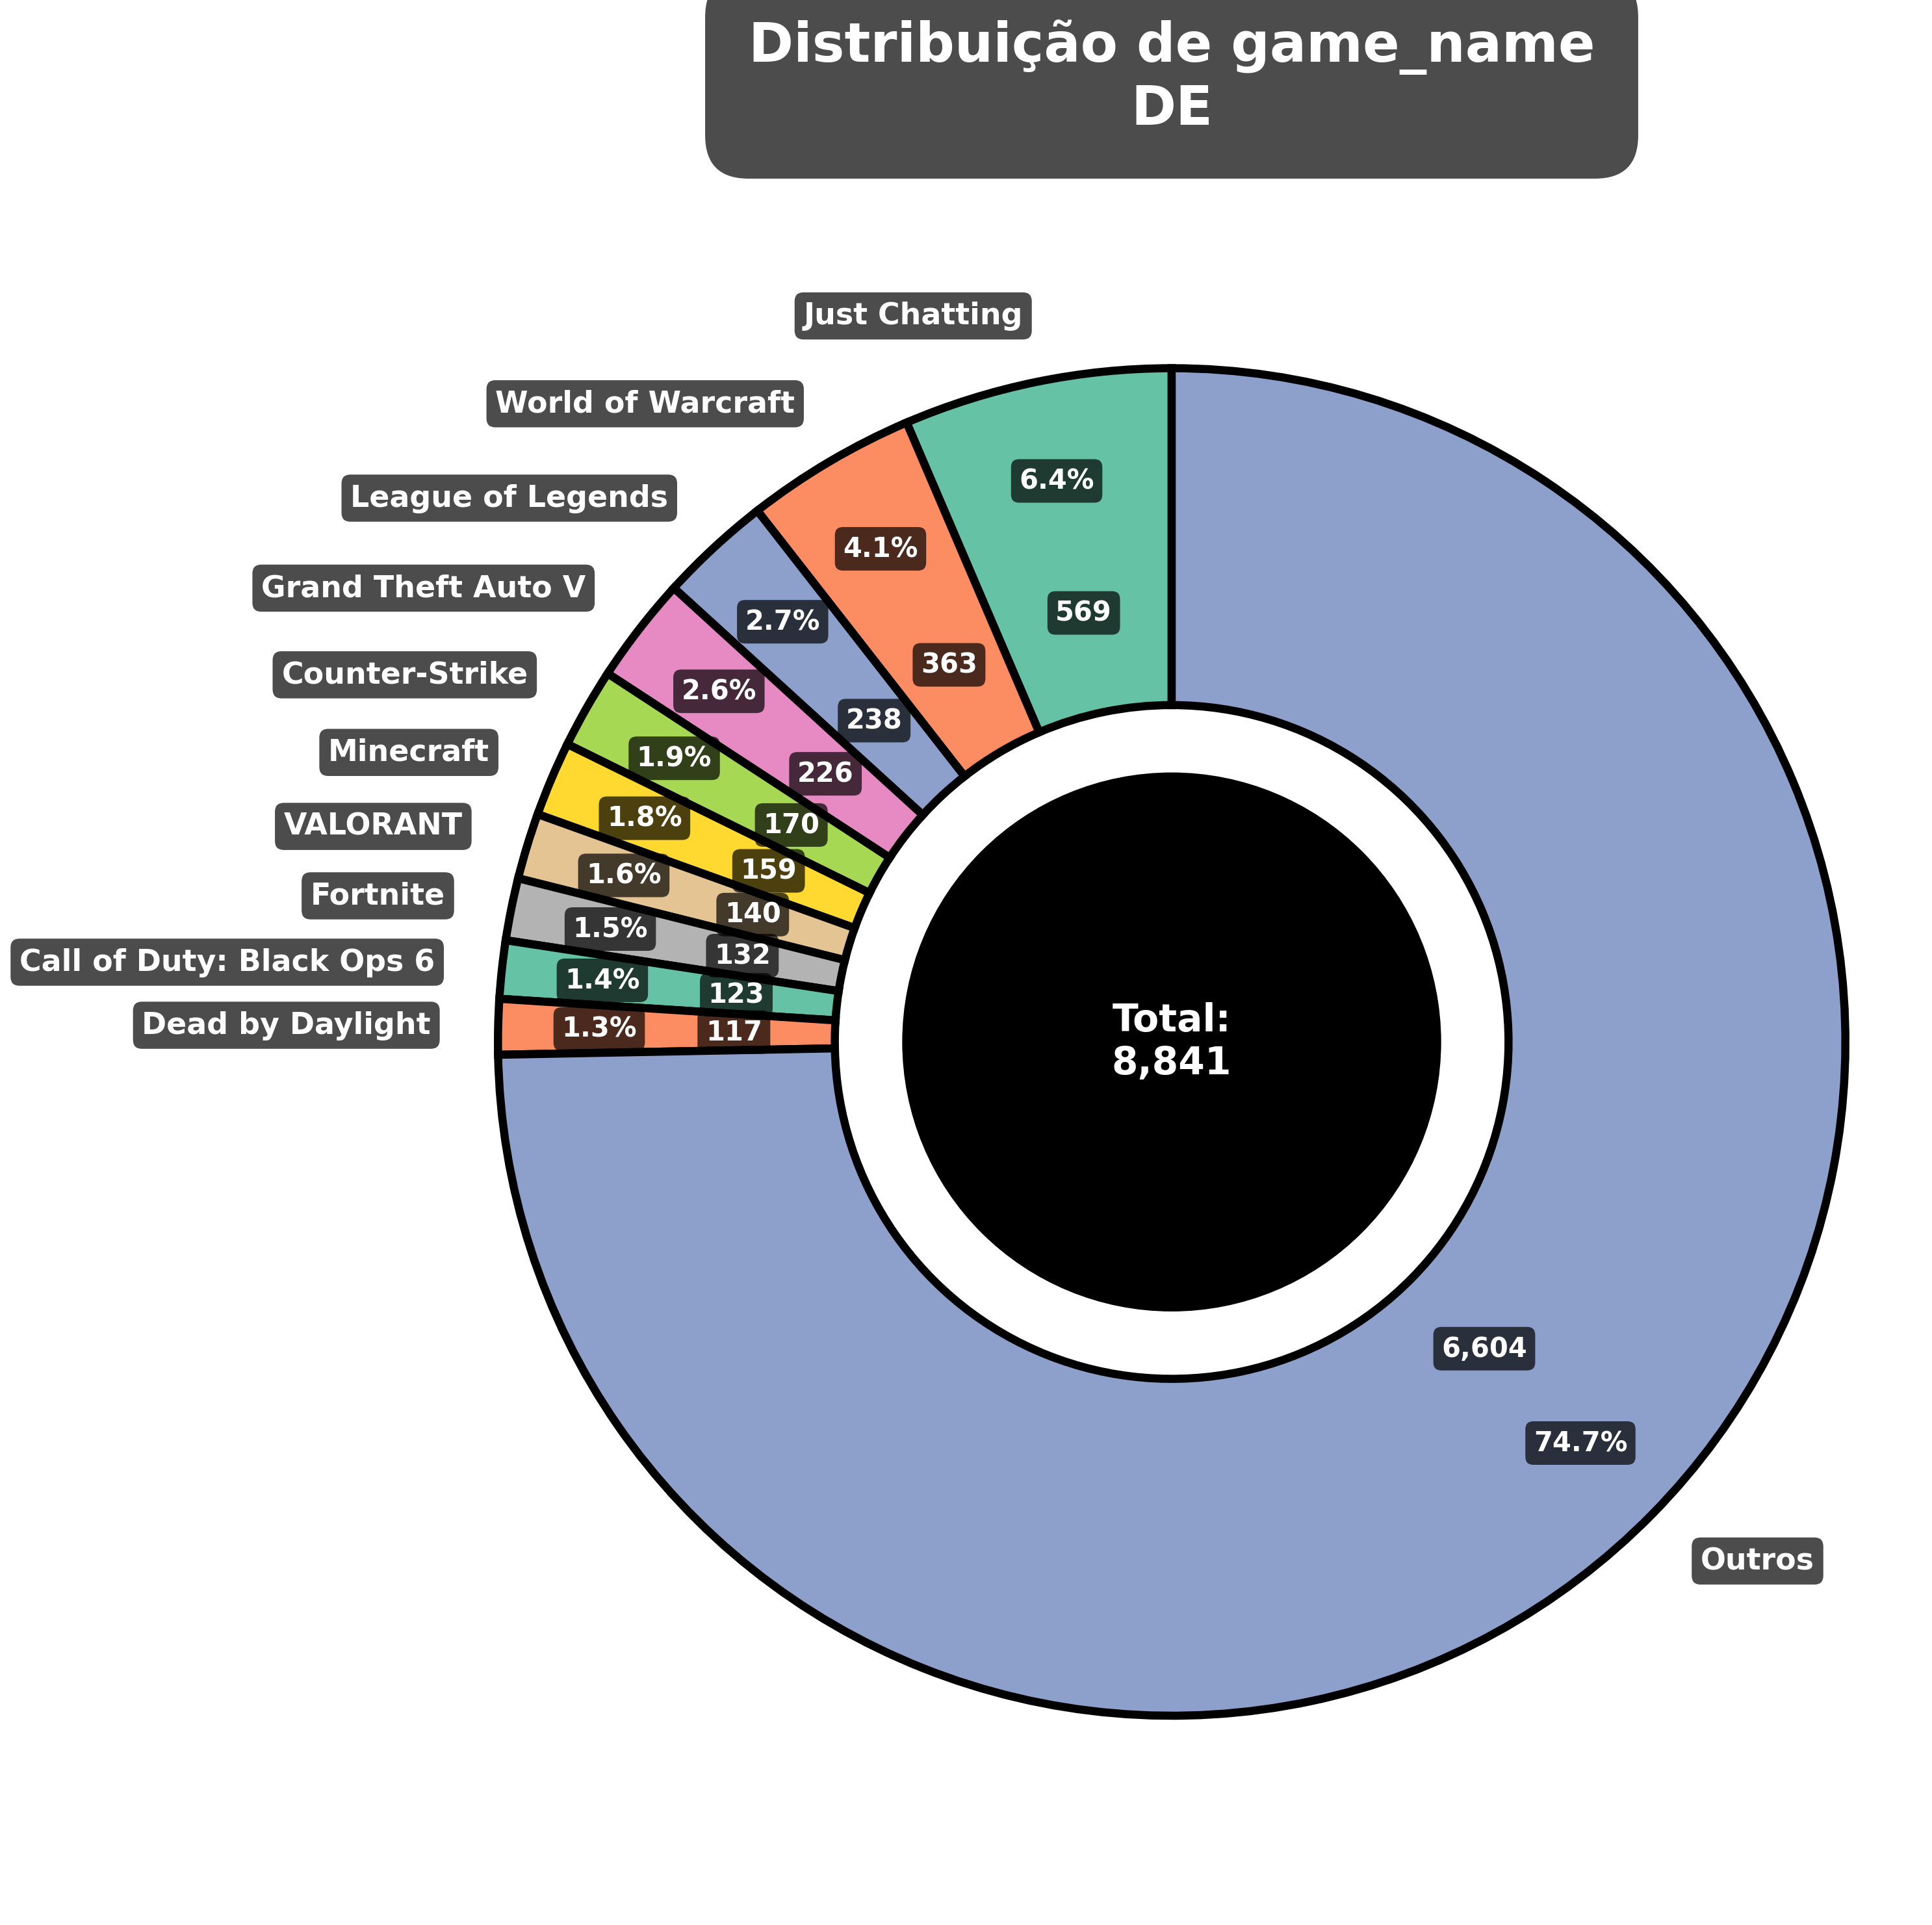 Distribuição de game_name
DE
Just Chatting
World of Warcraft
League of Legends
Grand Theft Auto V
Counter-Strike
Minecraft
VALORANT
Fortnite
Call of Duty: Black Ops 6
Dead by Daylight
6.4%
569
4.1%
363
2.7%
238
2.6%
226
1.9%
170
1.8%
159
1.6%
140
1.5%
132
1.4%
123
1.3%
117
Total:
8,841
6,604
74.7%
Outros